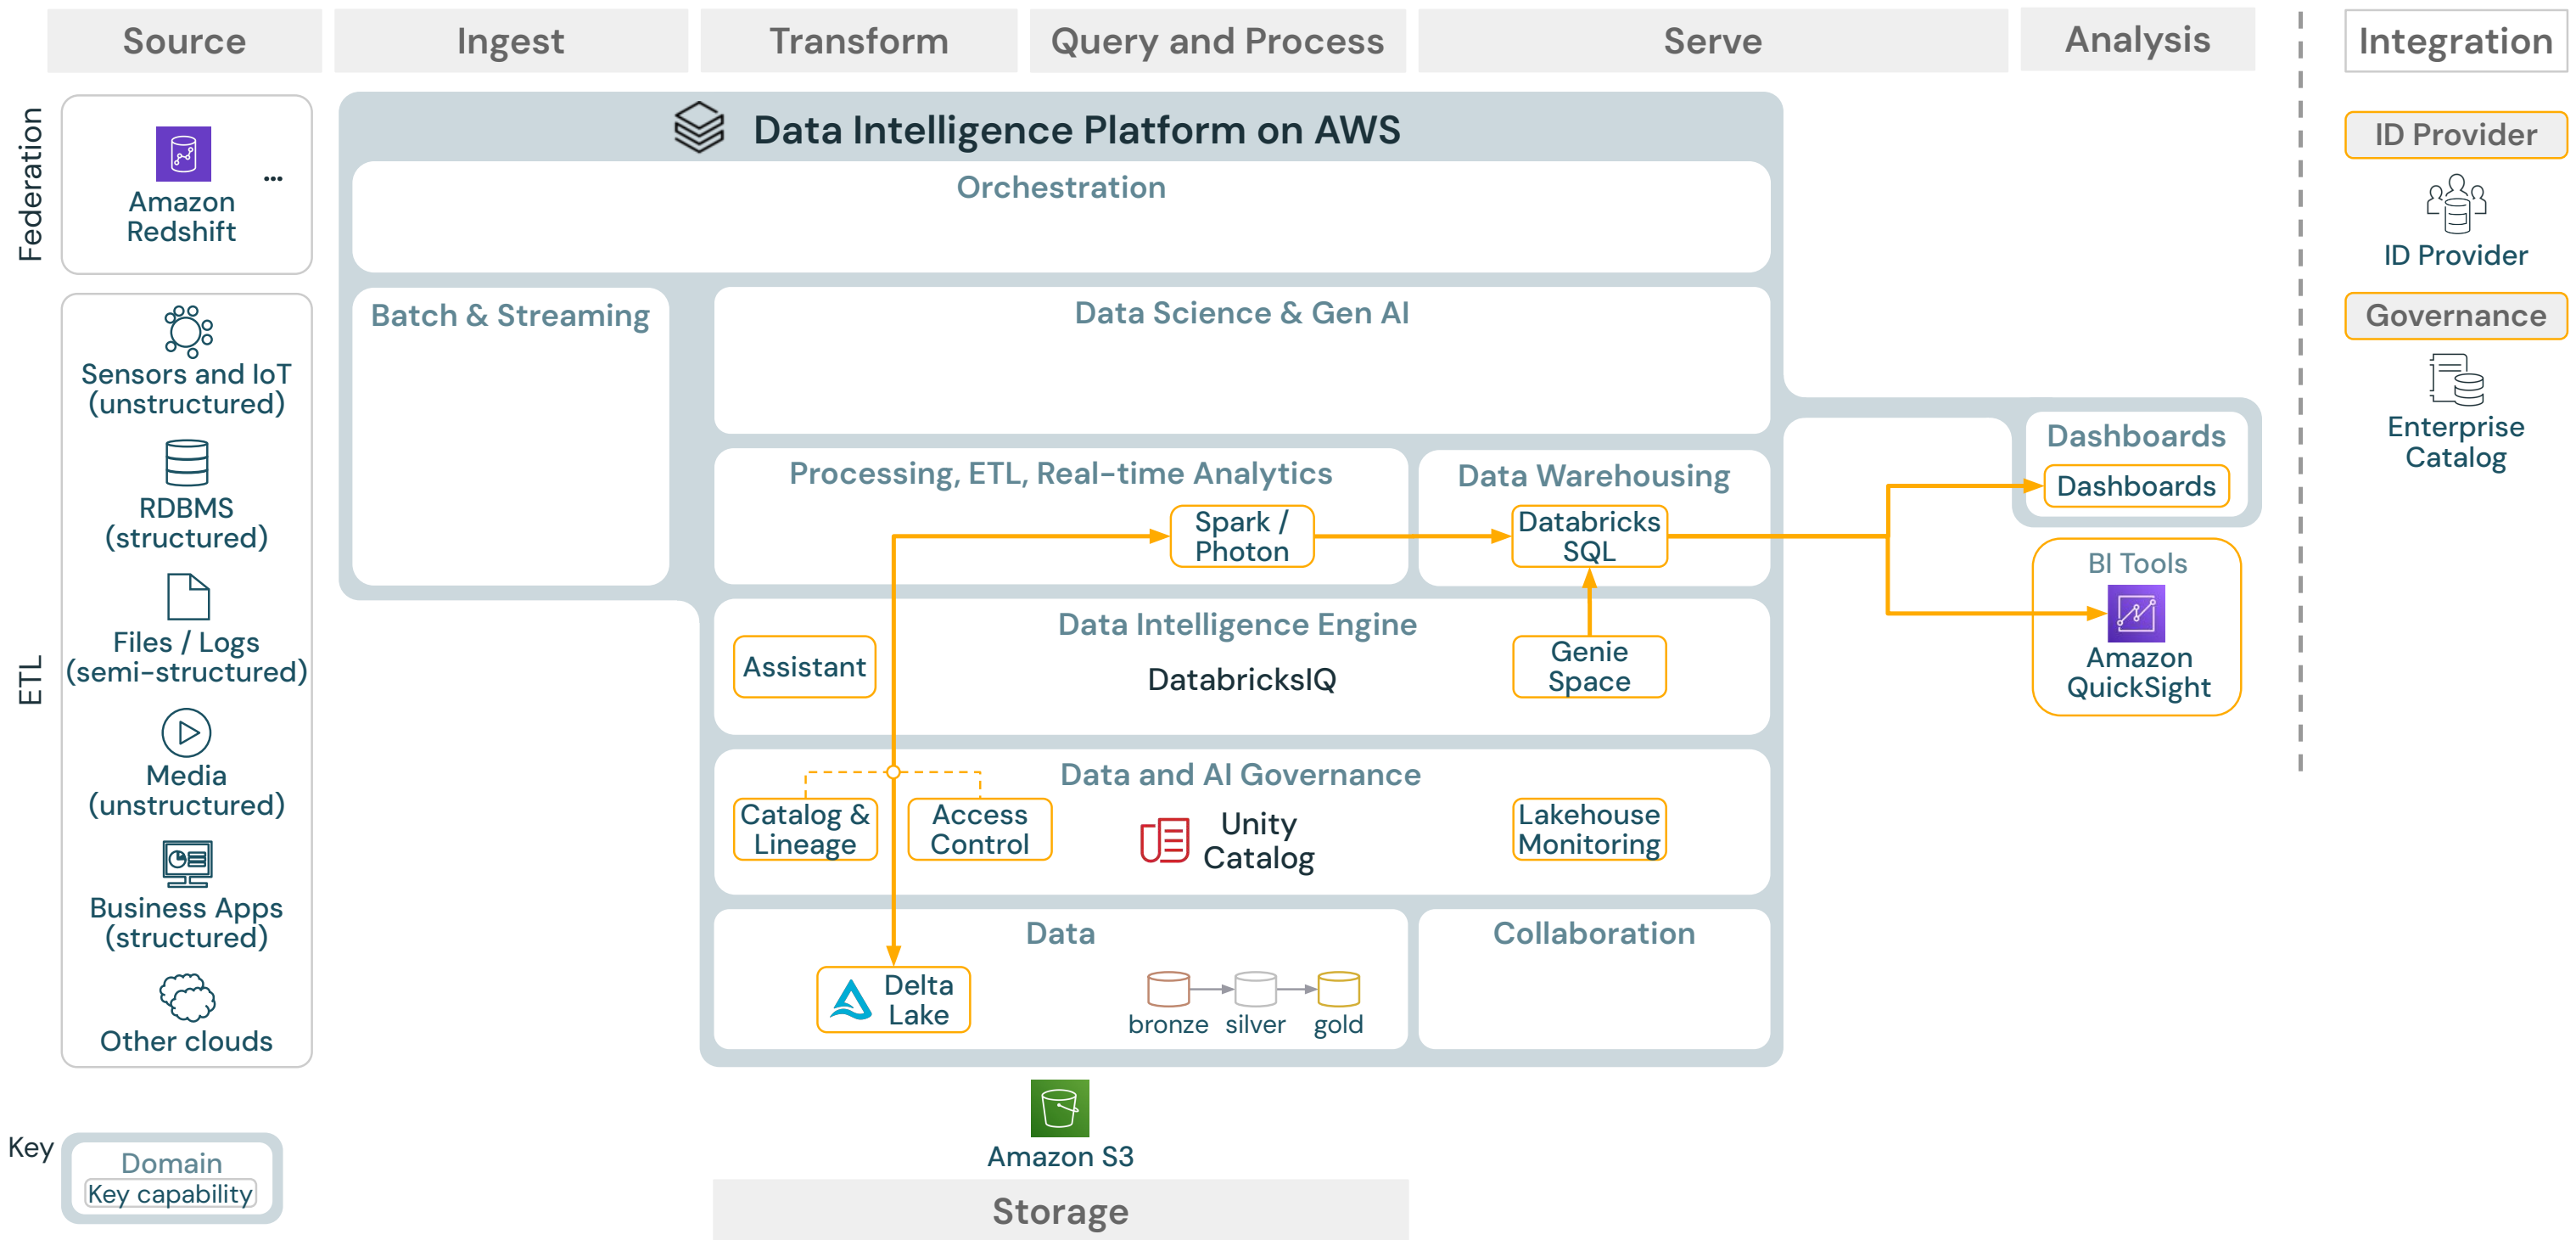 Source
Ingest
Transform
Query and Process
Serve
Analysis
Integration
Federation
Amazon
Redshift
...
ETL
Sensors and IoT
(unstructured)
RDBMS
(structured)
Files / Logs
(semi-structured)
Media
(unstructured)
Business Apps
(structured)
Other clouds
Data Intelligence Platform on AWS
Orchestration
Batch & Streaming
Data Science & Gen AI
Processing, ETL, Real-time Analytics
Spark /
Photon
Data Warehousing
Databricks
SQL
Data Intelligence Engine
Assistant
DatabricksIQ
Genie
Space
Data and AI Governance
Catalog &
Lineage
Access
Control
Unity
Catalog
Lakehouse
Monitoring
Data
Delta
Lake
bronze
silver
gold
Collaboration
Dashboards
Dashboards
BI Tools
Amazon
QuickSight
ID Provider
ID Provider
Governance
Enterprise
Catalog
Amazon S3
Storage
Key
Domain
Key capability